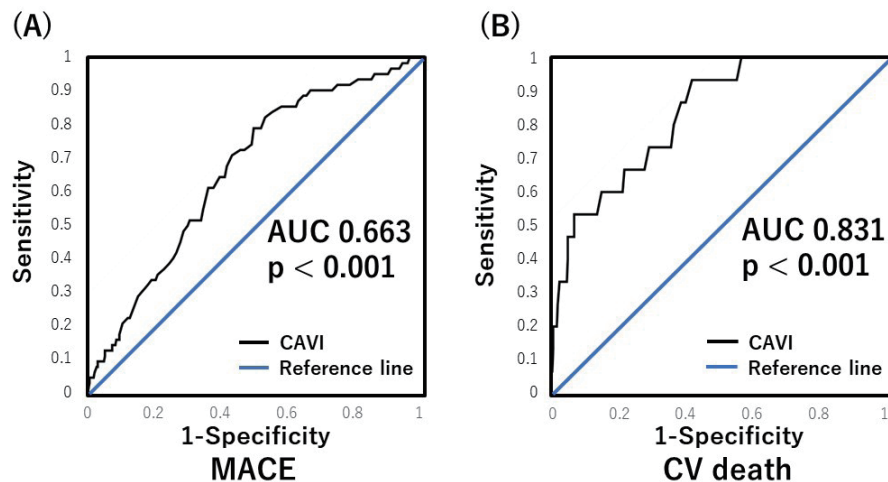 (A)
1
0.9
0.8
0.7
0.6
0.5
0.4
0.3
0.2
0.1
0
Sensitivity
AUC 0.663
p < 0.001
CAVI
Reference line
0 0.2 0.4 0.6 0.8 1
1-Specificity
MACE
(B)
1
0.9
0.8
0.7
0.6
0.5
0.4
0.3
0.2
0.1
0
Sensitivity
AUC 0.831
p < 0.001
CAVI
Reference line
0 0.2 0.4 0.6 0.8 1
1-Specificity
CV death